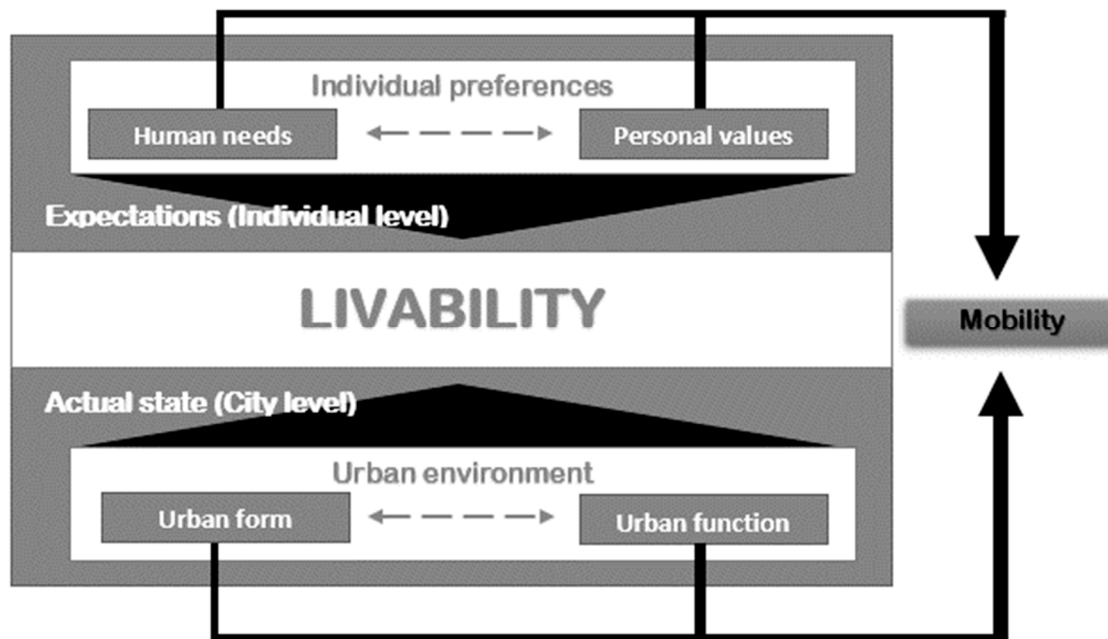 Individual preferences
Human needs
Personal values
Expectations (Individual level)
LIVABILITY
Mobility
Actual state (City level)
Urban environment
Urban form
Urban function